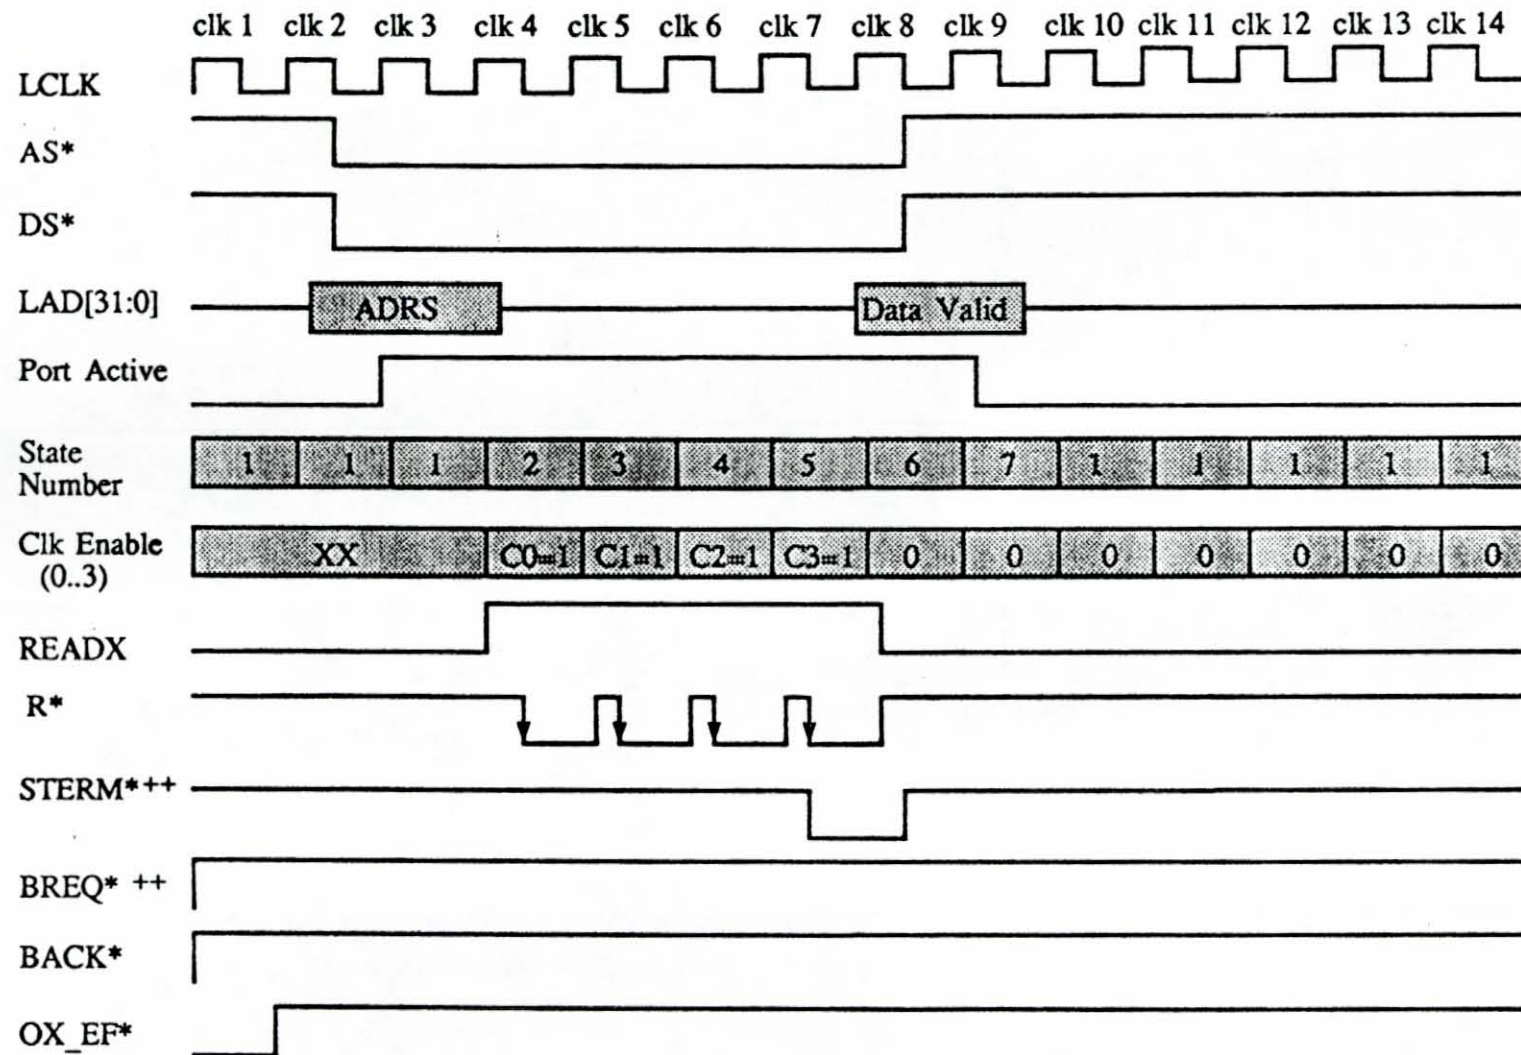 clk 1 clk 2 clk 3 clk 4 clk 5 clk 6 clk 7 clk 8 clk 9 clk 10 clk 11 clk 12 clk 13 clk 14
LCLK
AS*
DS*
LAD[31:0] ADRS Data Valid
Port Active
State
Number
1 1 1 2 3 4 5 6 7 1 1 1 1 1
Clk Enable
(0..3)
XX C0=1 C1=1 C2=1 C3=1 0 0 0 0 0 0 0
READX
R*
STERM*++
BREQ* ++
BACK*
OX_EF*